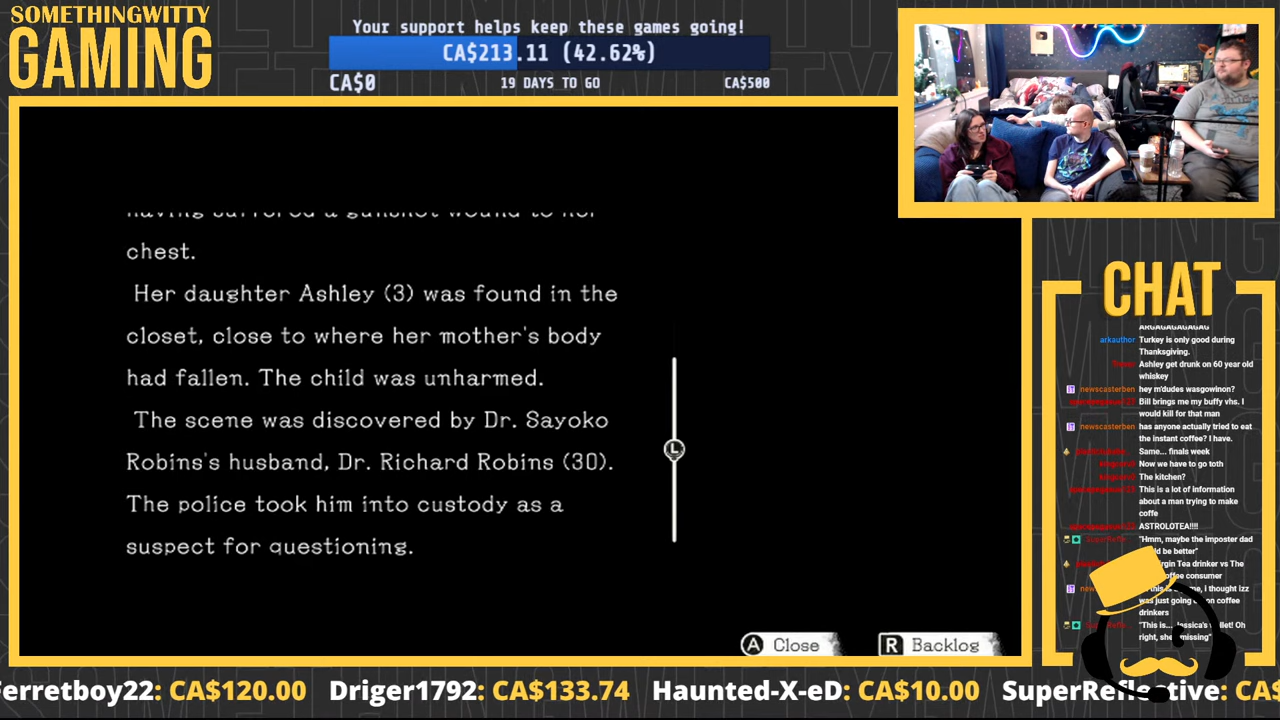 SOMETHINGWITTY
GAMING
Your support helps keep these games going!
CA$213.11 (42.62%)
CA$0
19 DAYS TO GO
CA$500
having suffered a gunshot wound to her
chest.
Her daughter Ashley (3) was found in the
closet, close to where her mother's body
had fallen. The child was unharmed.
The scene was discovered by Dr. Sayoko
Robins's husband, Dr. Richard Robins (30).
The police took him into custody as a
suspect for questioning.
L
A Close
R Backlog
CHAT
arkauthor Turkey is only good during
Thanksgiving.
Ashley get drunk on 60 year old
whiskey
newscasterben hey m'dudes wasgowinon?
Bill brings me my buffy vhs. I
would kill for that man
newscasterben has anyone actually tried to eat
the instant coffee? I have.
Same... finals week
Now we have to go toth
The kitchen?
This is a lot of information
about a man trying to make
coffe
ASTROLOTEA!!!!
"Hmm, maybe the imposter dad
be better"
Tea drinker vs The
coffee consumer
i thought Izz
was just going on coffee
drinkers
"This is... Jessica's wallet! Oh
right, she missing"
Ferretboy22: CA$120.00
Driger1792: CA$133.74
Haunted-X-eD: CA$10.00
SuperReflective: CA$